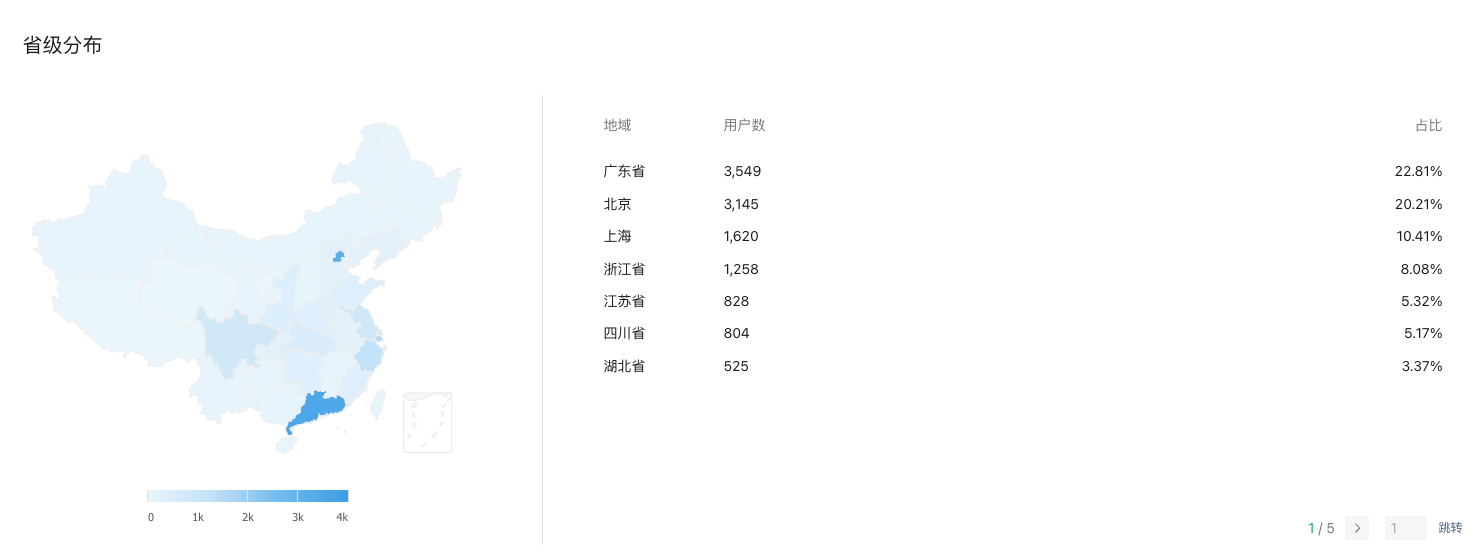 省级分布
地域 用户数 占比
广东省 3,549 22.81%
北京 3,145 20.21%
上海 1,620 10.41%
浙江省 1,258 8.08%
江苏省 828 5.32%
四川省 804 5.17%
湖北省 525 3.37%
0 1k 2k 3k 4k
1 / 5 1 跳转